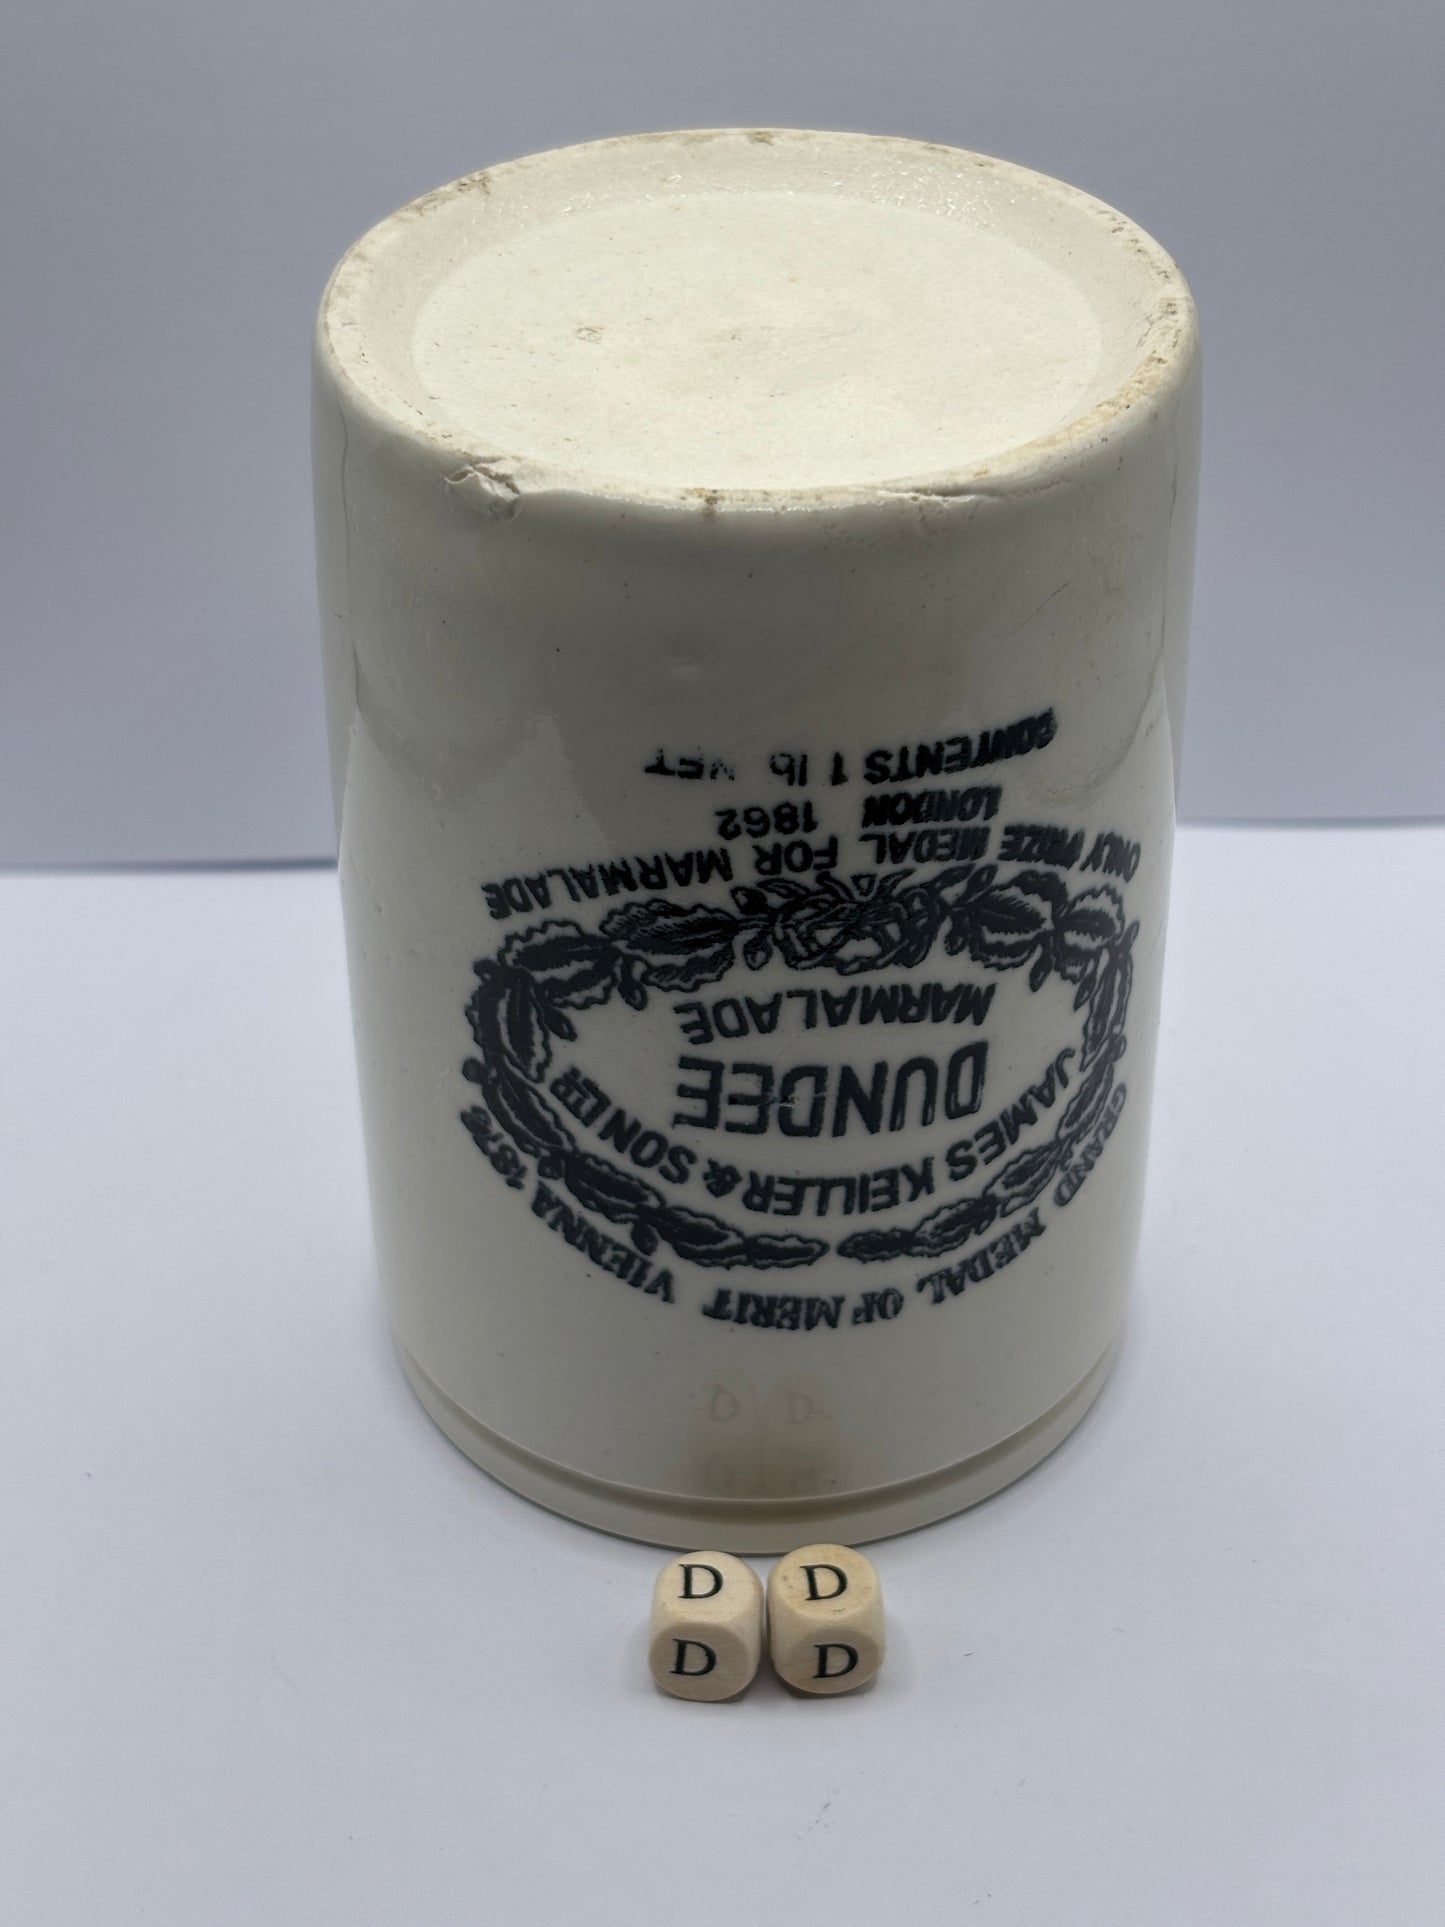 GRAND MEDAL OF MERIT VIENNA 1873
JAMES KEILLER & SON LTD
DUNDEE
MARMALADE
ONLY PRIZE MEDAL FOR MARMALADE
LONDON 1862
CONTENTS 1 lb NET
D D
D D